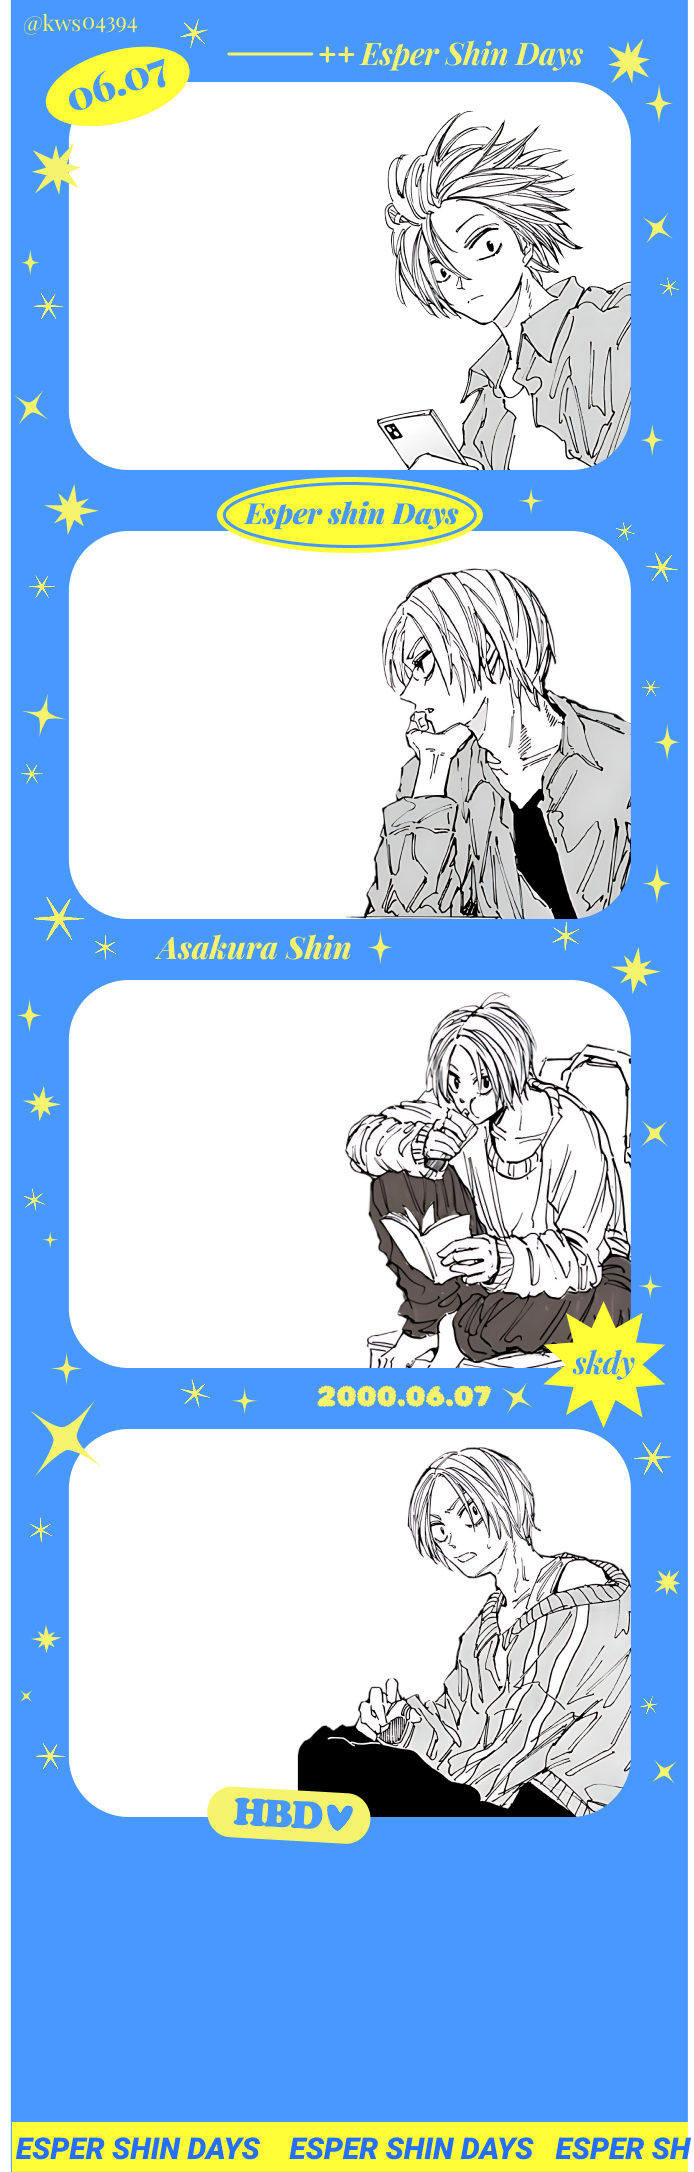 @kws04394
++ Esper Shin Days
06.07
Esper shin Days
Asakura Shin
skdy
2000.06.07
HBD
ESPER SHIN DAYS ESPER SHIN DAYS ESPER SH